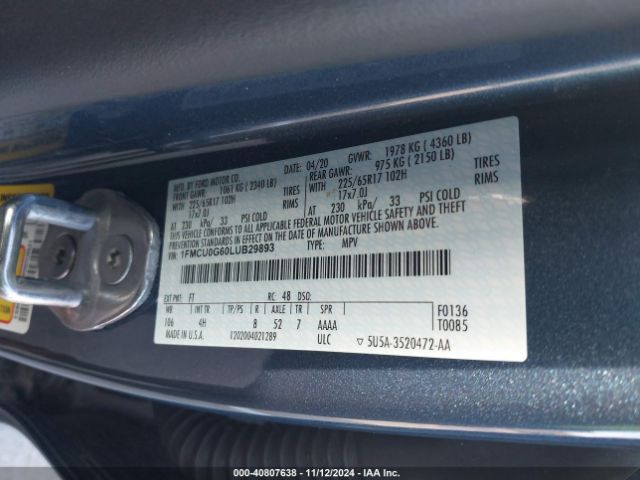 MFD. BY FORD MOTOR CO.
DATE: 04/20 GVWR: 1978 KG ( 4360 LB)
FRONT GAWR: 1061 KG ( 2340 LB) REAR GAWR: 975 KG ( 2150 LB)
WITH 225/65R17 102H TIRES WITH 225/65R17 102H TIRES
17x7.0J RIMS 17x7.0J RIMS
AT 230 kPa/ 33 PSI COLD AT 230 kPa/ 33 PSI COLD
THIS VEHICLE CONFORMS TO ALL APPLICABLE FEDERAL MOTOR VEHICLE SAFETY AND THEFT
PREVENTION STANDARDS IN EFFECT ON THE DATE OF MANUFACTURE SHOWN ABOVE.
VIN: 1FMCU0G60LUB29893 TYPE: MPV
EXT PNT: FT RC: 48 DSO: F0136
WB INT TR TP/PS R AXLE TR T0085
106 4H B 52 7 AAAA
MADE IN U.S.A. 1202004021289 ULC 5U5A-3520472-AA
000-40807638 - 11/12/2024 - IAA Inc.